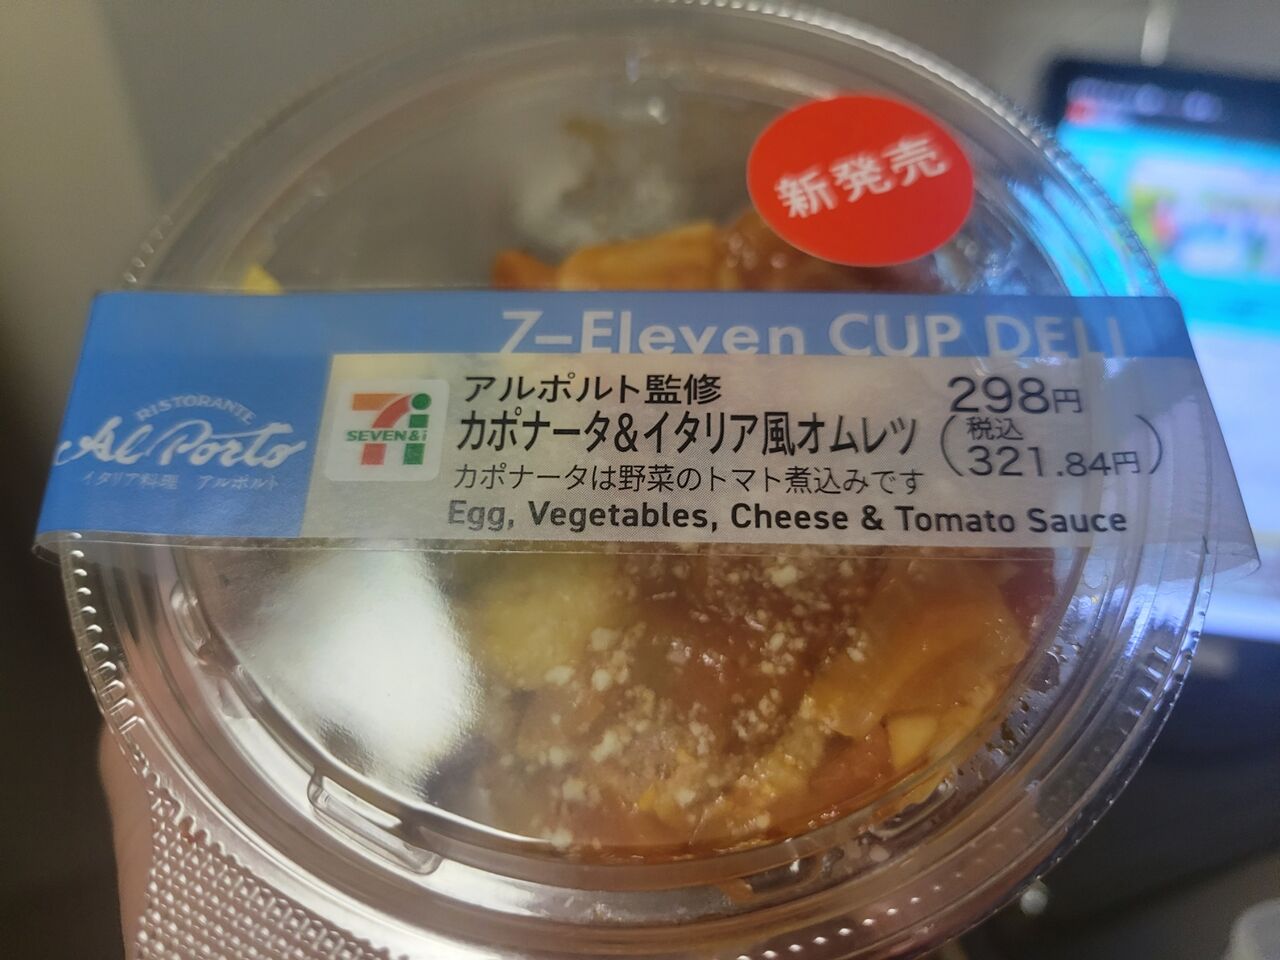 新発売
7-Eleven CUP DELI
RISTORANTE
Al Porto
イタリア料理 アルポルト
SEVEN&i
アルポルト監修
カポナータ&イタリア風オムレツ
カポナータは野菜のトマト煮込みです
Egg, Vegetables, Cheese & Tomato Sauce
298円
(税込
321.84円)